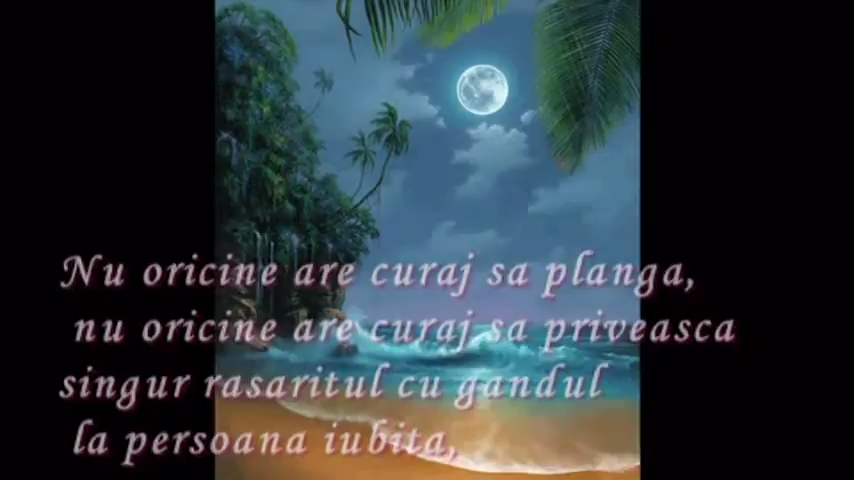 Nu oricine are curaj sa planga,
nu oricine are curaj sa priveasca
singur rasaritul cu gandul
la persoana iubita,